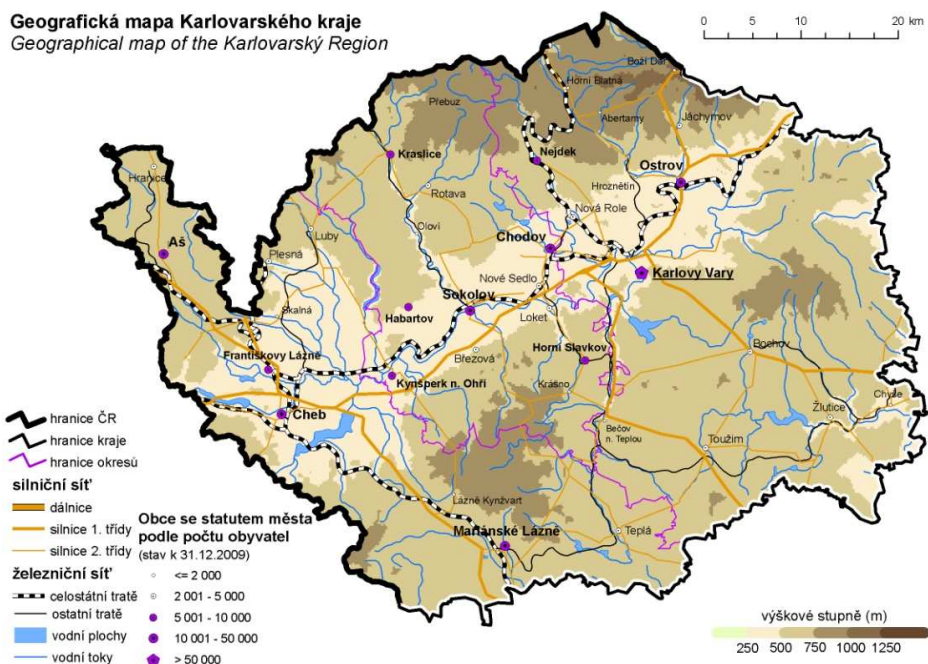 Geografická mapa Karlovarského kraje
Geographical map of the Karlovarský Region
0 5 10 20 km
Boží Dar
Horní Blatná
Přebuz
Abertamy
Jáchymov
Kraslice
Nejdek
Ostrov
Hranice
Rotava
Hroznětín
Nová Role
Luby
Oloví
Aš
Chodov
Plesná
Karlovy Vary
Nové Sedlo
Skalná
Sokolov
Habartov
Loket
Březová
Bochov
Františkovy Lázně
Horní Slavkov
Kynšperk n. Ohří
Krásno
Chyše
Cheb
Žlutice
Bečov
n. Teplou
Toužim
Lázně Kynžvart
Mariánské Lázně
Teplá
hranice ČR
hranice kraje
hranice okresů
silniční síť
dálnice
silnice 1. třídy
silnice 2. třídy
železniční síť
celostátní tratě
ostatní tratě
vodní plochy
vodní toky
Obce se statutem města
podle počtu obyvatel
(stav k 31.12.2009)
<= 2 000
2 001 - 5 000
5 001 - 10 000
10 001 - 50 000
> 50 000
výškové stupně (m)
250 500 750 1000 1250